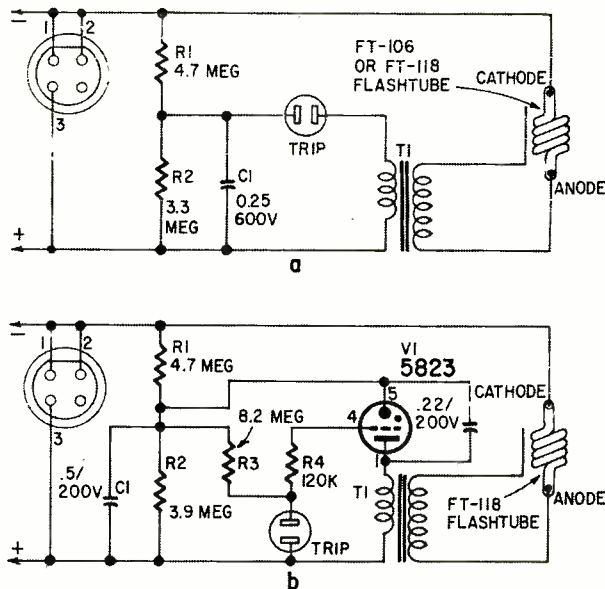 −
1
2
3
R1
4.7 MEG
R2
3.3
MEG
C1
0.25
600V
TRIP
T1
FT-106
OR FT-118
FLASHTUBE
CATHODE
ANODE
+
a
−
1
2
3
R1
4.7 MEG
8.2 MEG
.5/
200V
C1
R2
3.9 MEG
R3
R4
120K
TRIP
V1
5823
5
4
1
.22/
200V
T1
CATHODE
FT-118
FLASHTUBE
ANODE
+
b